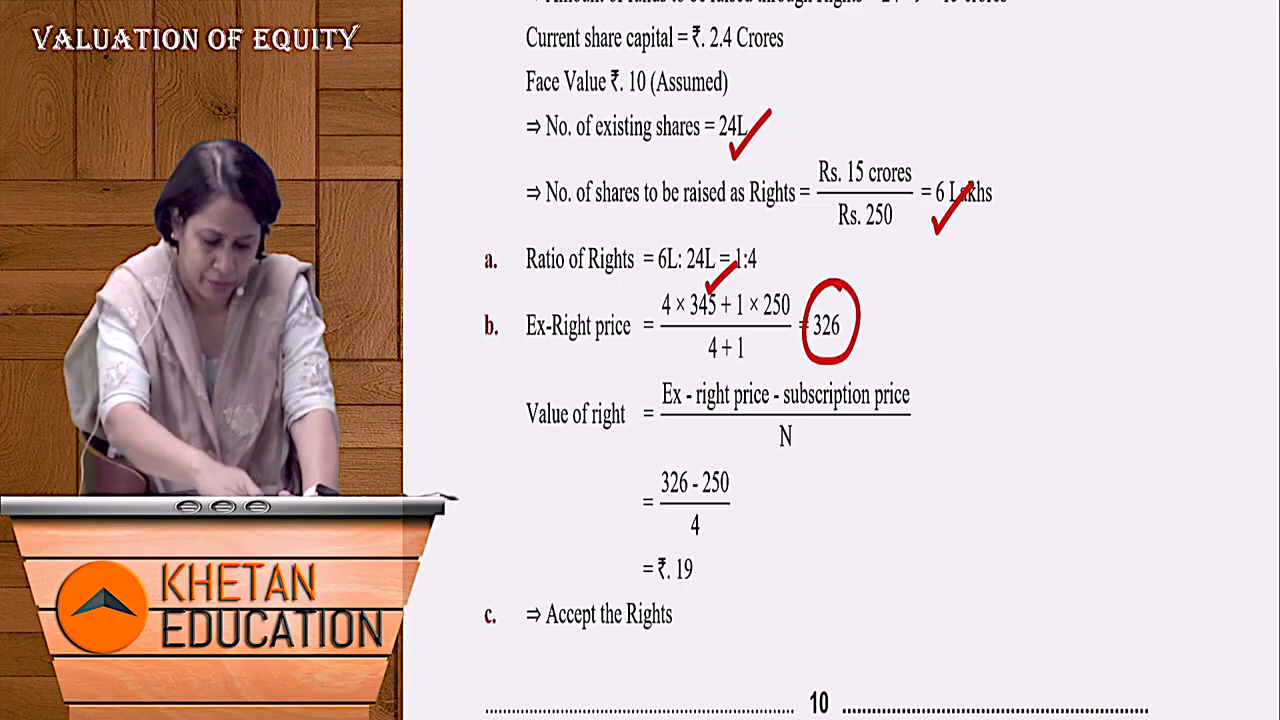 VALUATION OF EQUITY
Current share capital = ₹. 2.4 Crores
Face Value ₹. 10 (Assumed)
⇒ No. of existing shares = 24L
⇒ No. of shares to be raised as Rights = Rs. 15 crores / Rs. 250 = 6 Lakhs
a. Ratio of Rights = 6L: 24L = 1:4
b. Ex-Right price = 4 × 345 + 1 × 250 / 4 + 1 = 326
Value of right = Ex - right price - subscription price / N
= 326 - 250 / 4
= ₹. 19
c. ⇒ Accept the Rights
10
KHETAN
EDUCATION